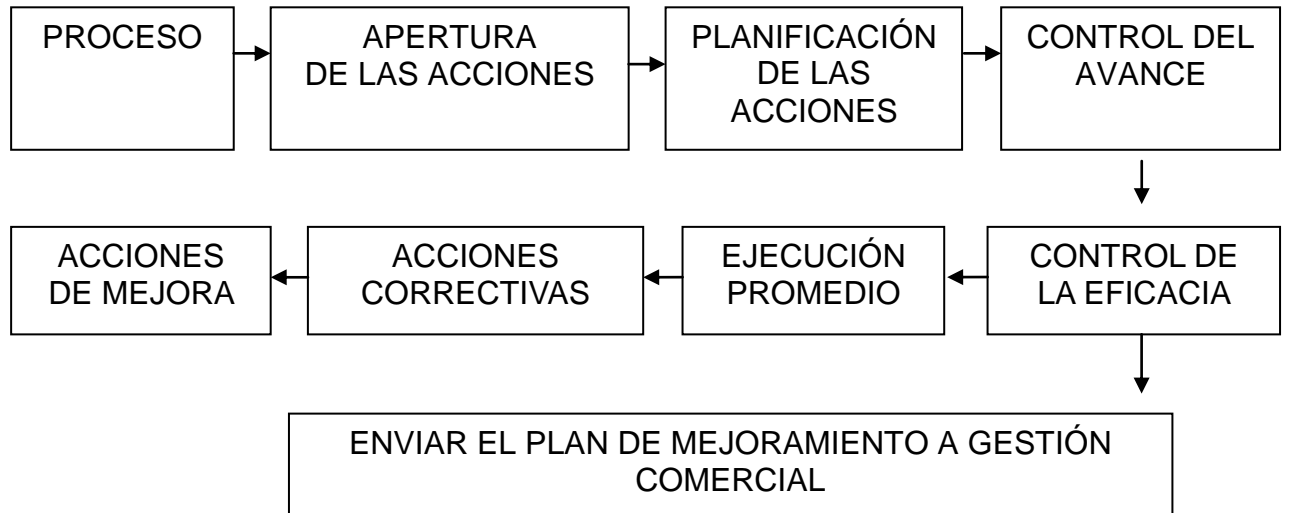 PROCESO
APERTURA
DE LAS ACCIONES
PLANIFICACIÓN
DE LAS
ACCIONES
CONTROL DEL
AVANCE
ACCIONES
DE MEJORA
ACCIONES
CORRECTIVAS
EJECUCIÓN
PROMEDIO
CONTROL DE
LA EFICACIA
ENVIAR EL PLAN DE MEJORAMIENTO A GESTIÓN
COMERCIAL